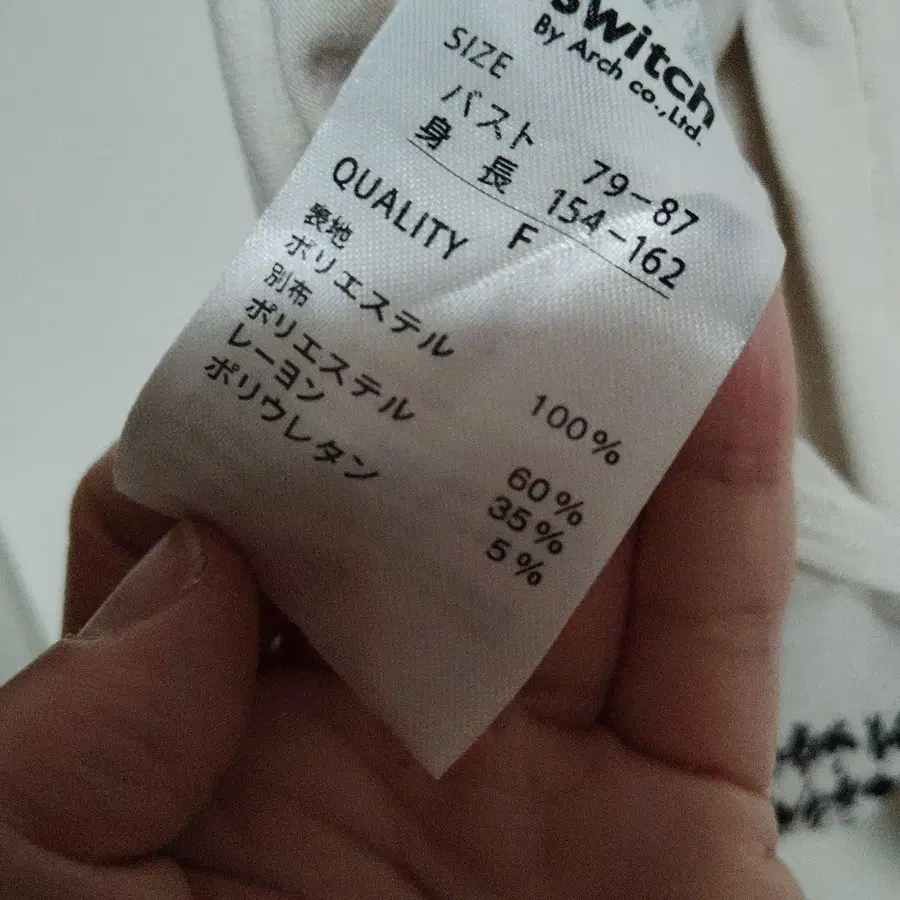 switch
By Arch co.,Ltd.
SIZE
バスト 79-87
身 長 154-162
F
QUALITY
表地
ポリエステル 100%
別布
ポリエステル 60%
レーヨン 35%
ポリウレタン 5%